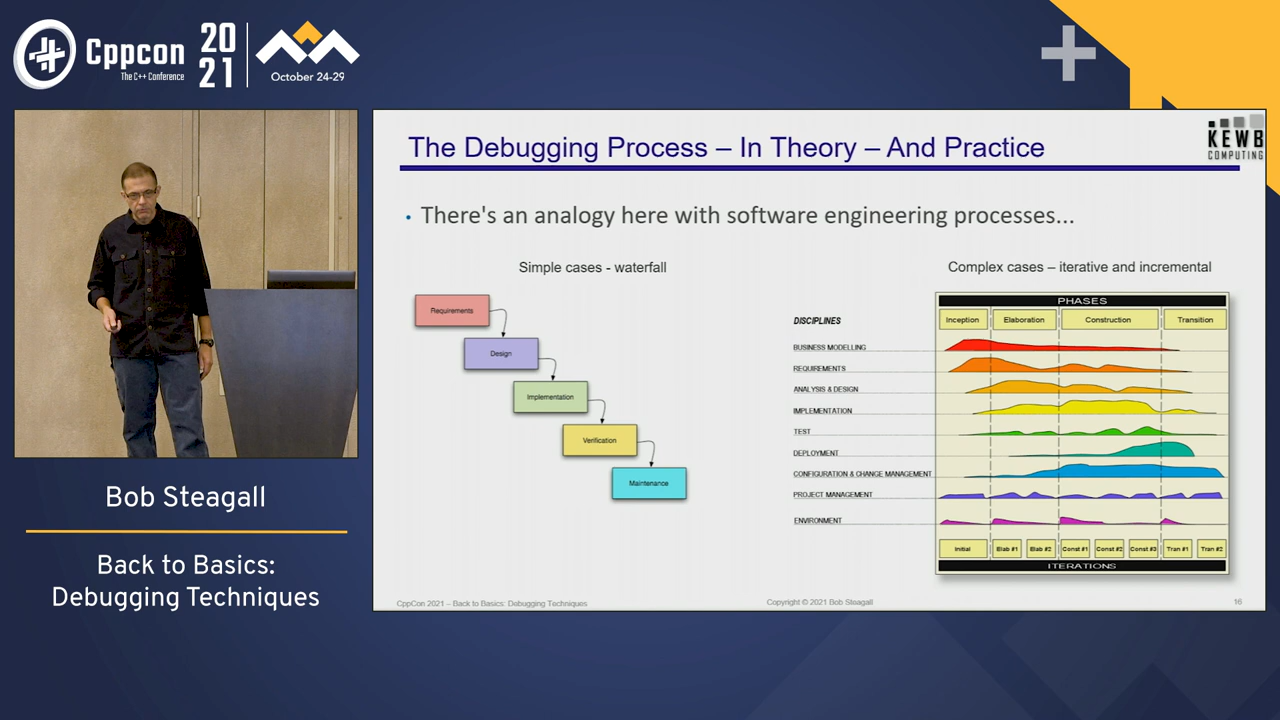 Cppcon
The C++ Conference
20
21
October 24-29
Bob Steagall
Back to Basics:
Debugging Techniques
The Debugging Process – In Theory – And Practice
KEWB
COMPUTING
• There's an analogy here with software engineering processes...
Simple cases - waterfall
Requirements
Design
Implementation
Verification
Maintenance
Complex cases – iterative and incremental
PHASES
DISCIPLINES
Inception
Elaboration
Construction
Transition
BUSINESS MODELLING
REQUIREMENTS
ANALYSIS & DESIGN
IMPLEMENTATION
TEST
DEPLOYMENT
CONFIGURATION & CHANGE MANAGEMENT
PROJECT MANAGEMENT
ENVIRONMENT
Initial
Elab #1
Elab #2
Const #1
Const #2
Const #3
Tran #1
Tran #2
ITERATIONS
CppCon 2021 – Back to Basics: Debugging Techniques
Copyright © 2021 Bob Steagall
16